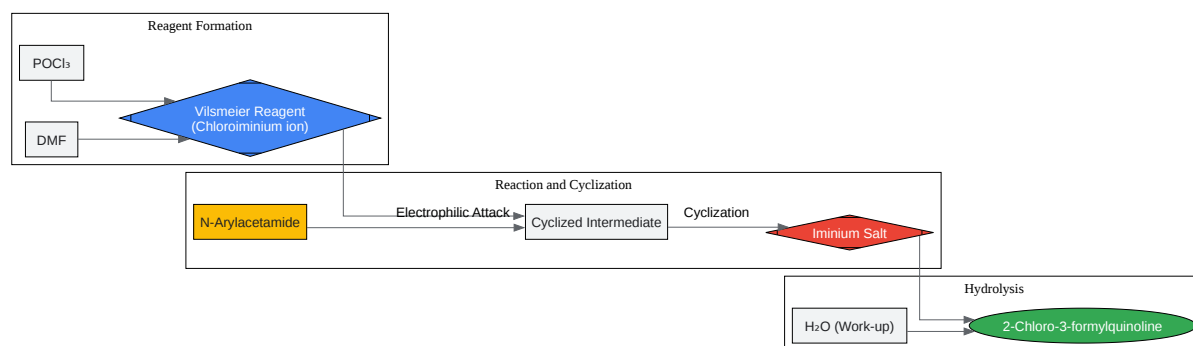 Reagent Formation
POCl₃
Vilsmeier Reagent
(Chloroiminium ion)
DMF
Reaction and Cyclization
N-Arylacetamide
Electrophilic Attack
Cyclized Intermediate
Cyclization
Iminium Salt
Hydrolysis
H₂O (Work-up)
2-Chloro-3-formylquinoline